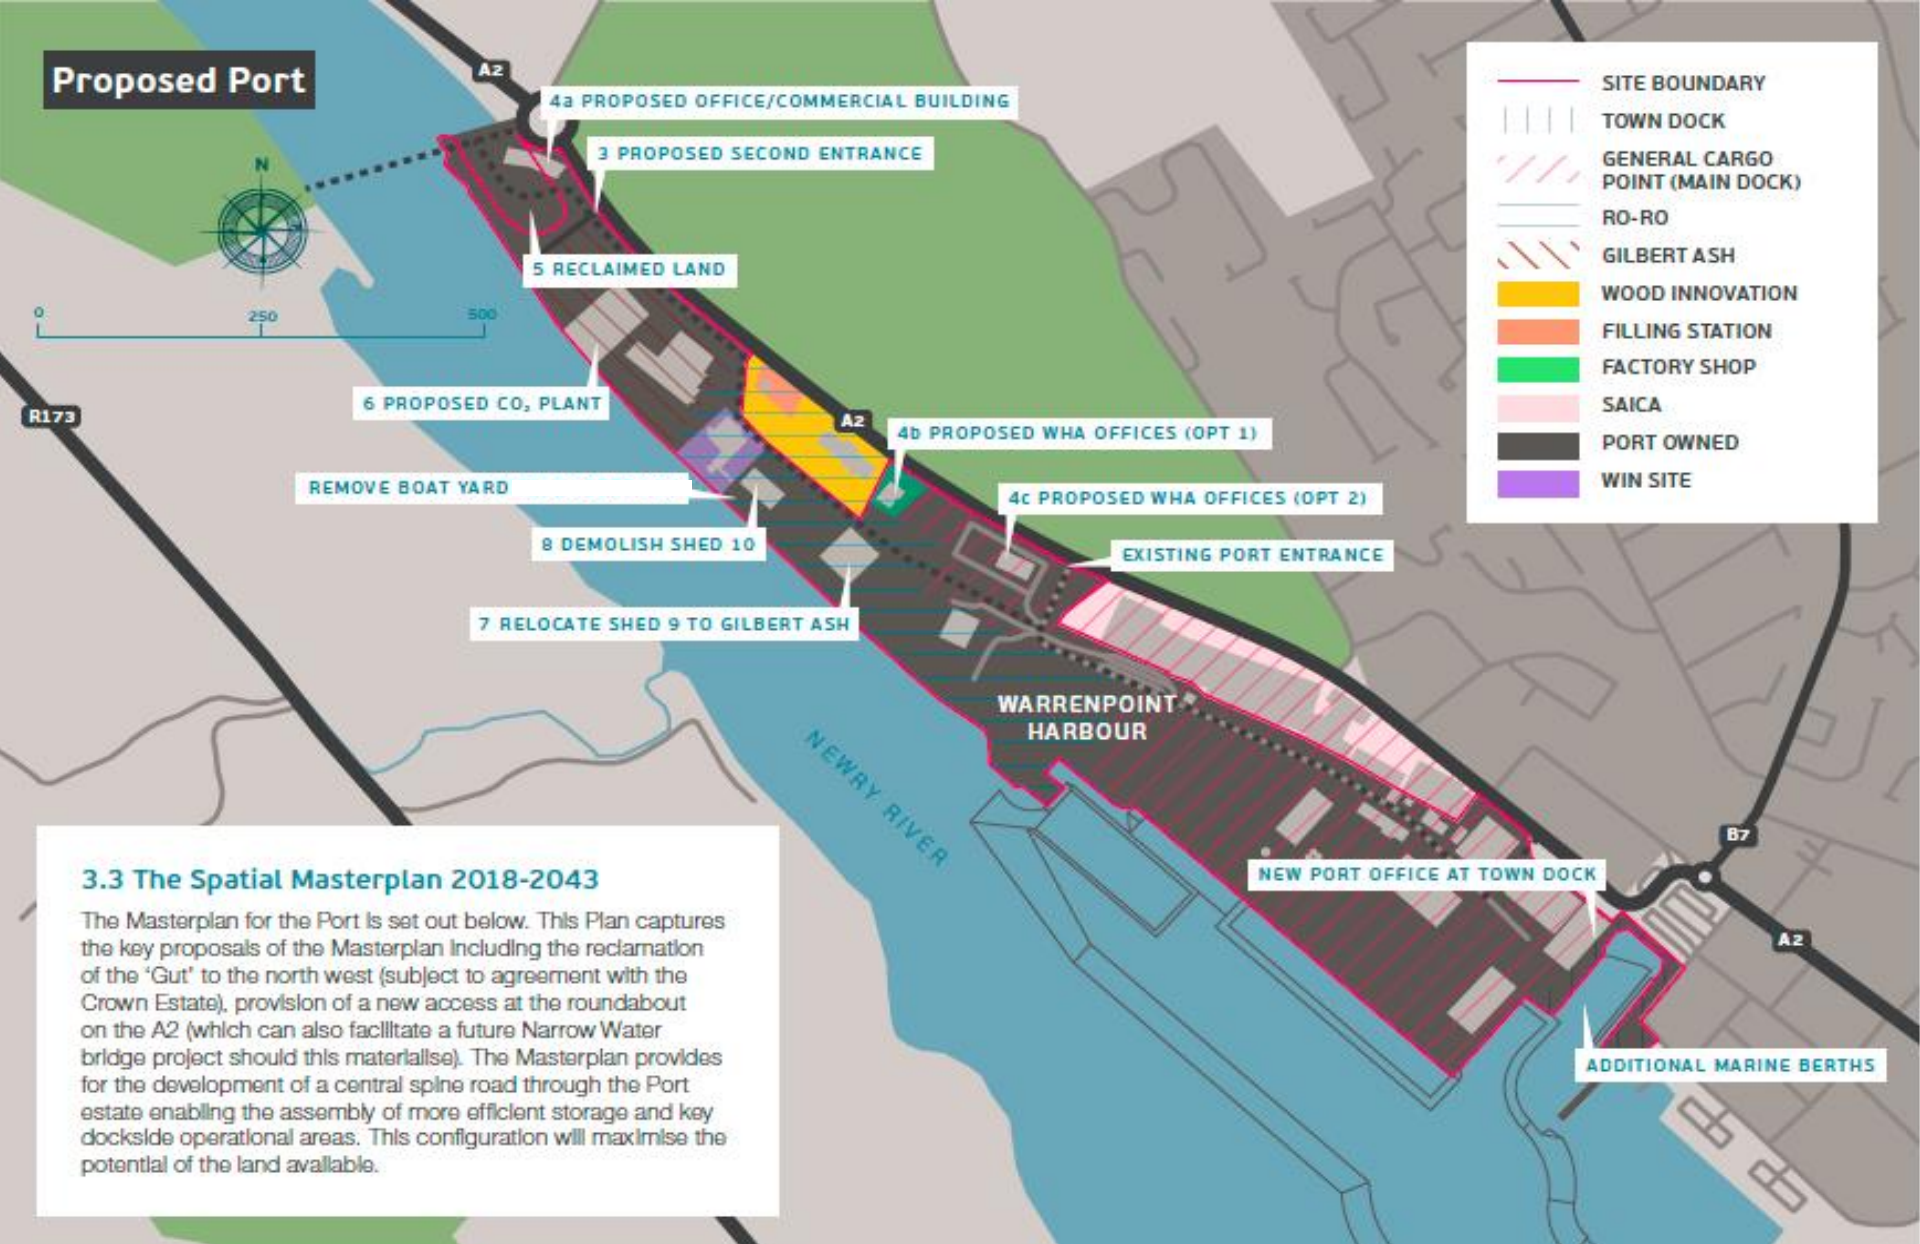 Proposed Port
A2
4a PROPOSED OFFICE/COMMERCIAL BUILDING
3 PROPOSED SECOND ENTRANCE
N
5 RECLAIMED LAND
0
250
500
6 PROPOSED CO₂ PLANT
R173
A2
4b PROPOSED WHA OFFICES (OPT 1)
REMOVE BOAT YARD
4c PROPOSED WHA OFFICES (OPT 2)
8 DEMOLISH SHED 10
EXISTING PORT ENTRANCE
7 RELOCATE SHED 9 TO GILBERT ASH
WARRENPOINT
HARBOUR
NEWRY RIVER
B7
NEW PORT OFFICE AT TOWN DOCK
A2
ADDITIONAL MARINE BERTHS
SITE BOUNDARY
TOWN DOCK
GENERAL CARGO
POINT (MAIN DOCK)
RO-RO
GILBERT ASH
WOOD INNOVATION
FILLING STATION
FACTORY SHOP
SAICA
PORT OWNED
WIN SITE
3.3 The Spatial Masterplan 2018-2043
The Masterplan for the Port is set out below. This Plan captures
the key proposals of the Masterplan including the reclamation
of the ‘Gut’ to the north west (subject to agreement with the
Crown Estate), provision of a new access at the roundabout
on the A2 (which can also facilitate a future Narrow Water
bridge project should this materialise). The Masterplan provides
for the development of a central spine road through the Port
estate enabling the assembly of more efficient storage and key
dockside operational areas. This configuration will maximise the
potential of the land available.